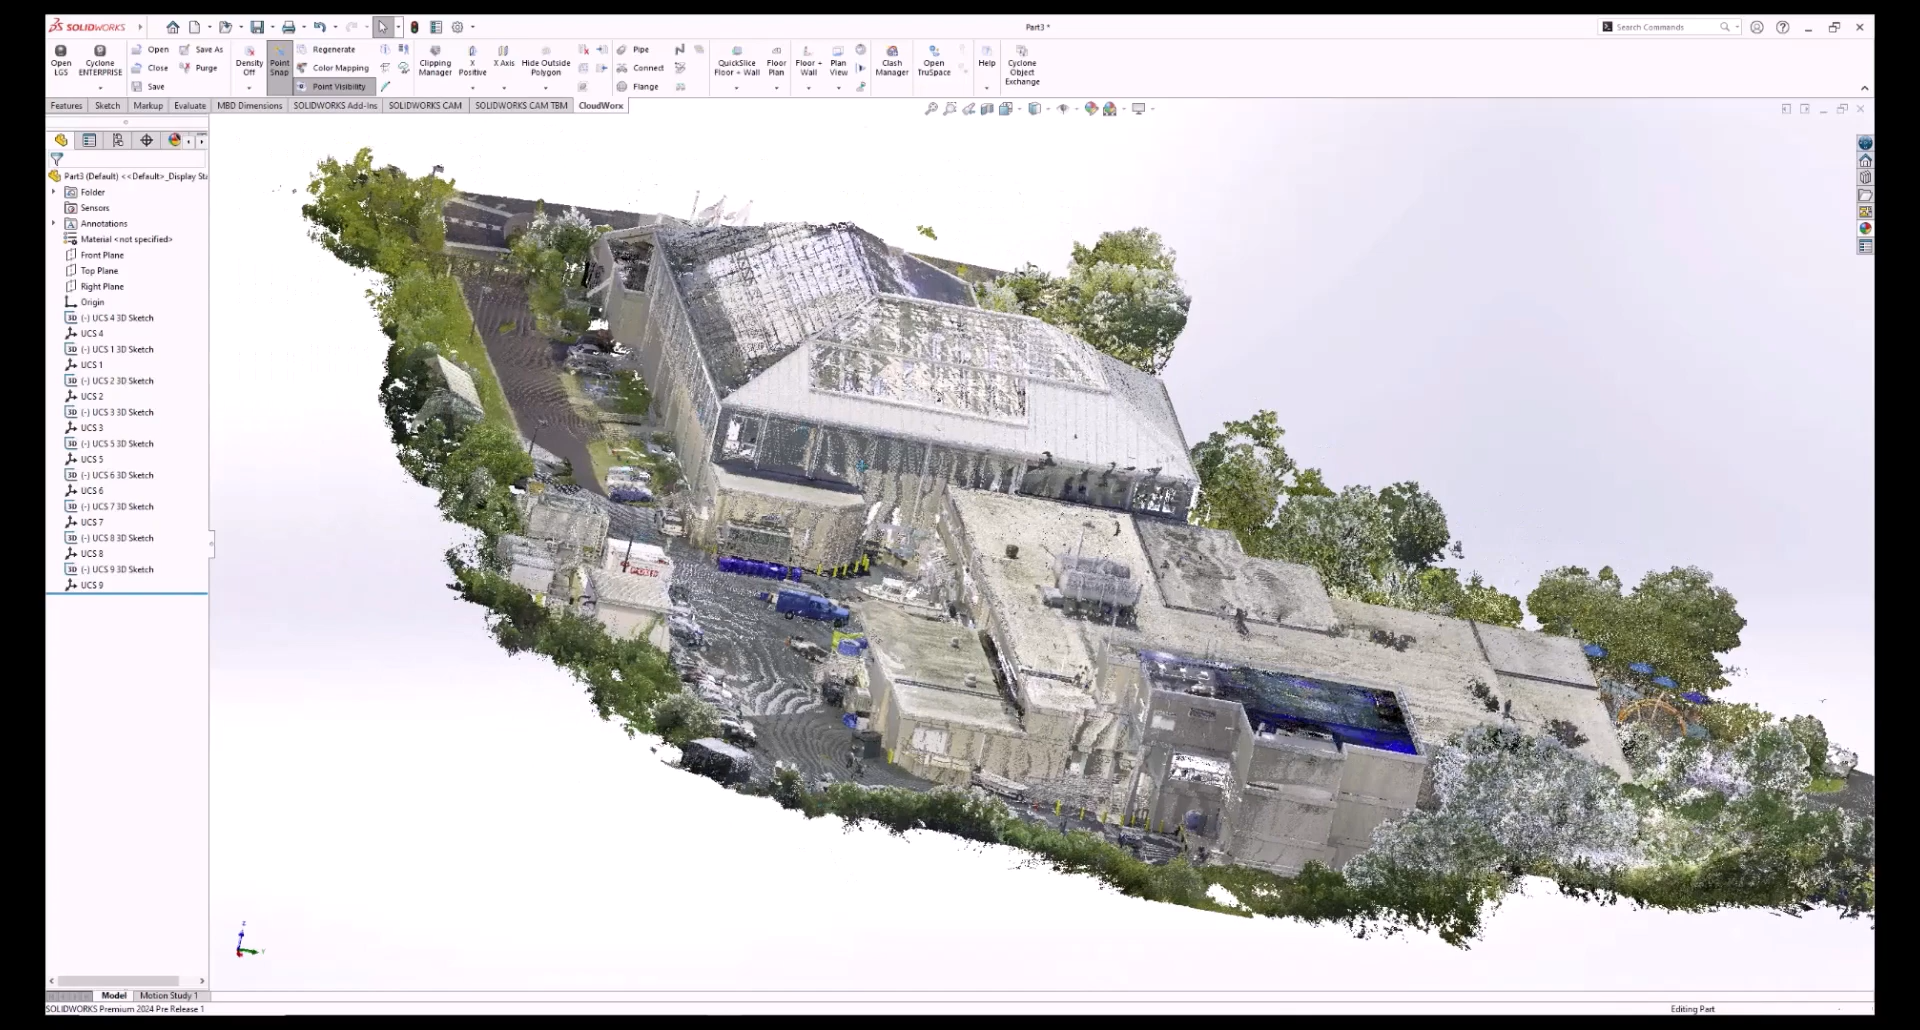 SOLIDWORKS
Part3 *
Search Commands
Open LGS
Cyclone ENTERPRISE
Open
Save As
Close
Purge
Save
Density Off
Point Snap
Regenerate
Color Mapping
Point Visibility
Clipping Manager
X Positive
X Axis
Hide Outside Polygon
Pipe
Connect
Flange
QuickSlice Floor + Wall
Floor Plan
Floor + Wall
Plan View
Clash Manager
Open TruSpace
Help
Cyclone Object Exchange
Features
Sketch
Markup
Evaluate
MBD Dimensions
SOLIDWORKS Add-Ins
SOLIDWORKS CAM
SOLIDWORKS CAM TBM
CloudWorx
Part3 (Default) <<Default>_Display Sta
Folder
Sensors
Annotations
Material <not specified>
Front Plane
Top Plane
Right Plane
Origin
(-) UCS 4 3D Sketch
UCS 4
(-) UCS 1 3D Sketch
UCS 1
(-) UCS 2 3D Sketch
UCS 2
(-) UCS 3 3D Sketch
UCS 3
(-) UCS 5 3D Sketch
UCS 5
(-) UCS 6 3D Sketch
UCS 6
(-) UCS 7 3D Sketch
UCS 7
(-) UCS 8 3D Sketch
UCS 8
(-) UCS 9 3D Sketch
UCS 9
Z
Y
Model
Motion Study 1
SOLIDWORKS Premium 2024 Pre Release 1
Editing Part